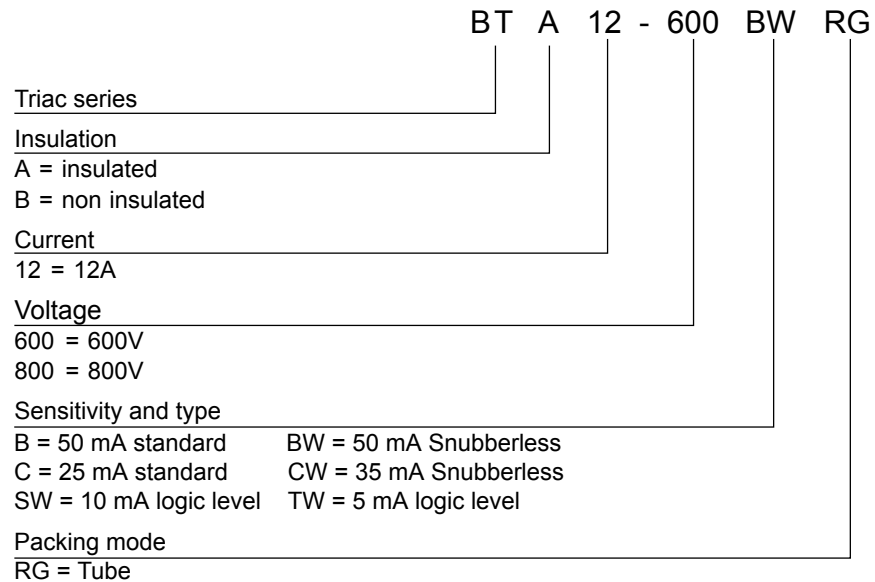 BT A 12 - 600 BW RG
Triac series
Insulation
A = insulated
B = non insulated
Current
12 = 12A
Voltage
600 = 600V
800 = 800V
Sensitivity and type
B = 50 mA standard BW = 50 mA Snubberless
C = 25 mA standard CW = 35 mA Snubberless
SW = 10 mA logic level TW = 5 mA logic level
Packing mode
RG = Tube